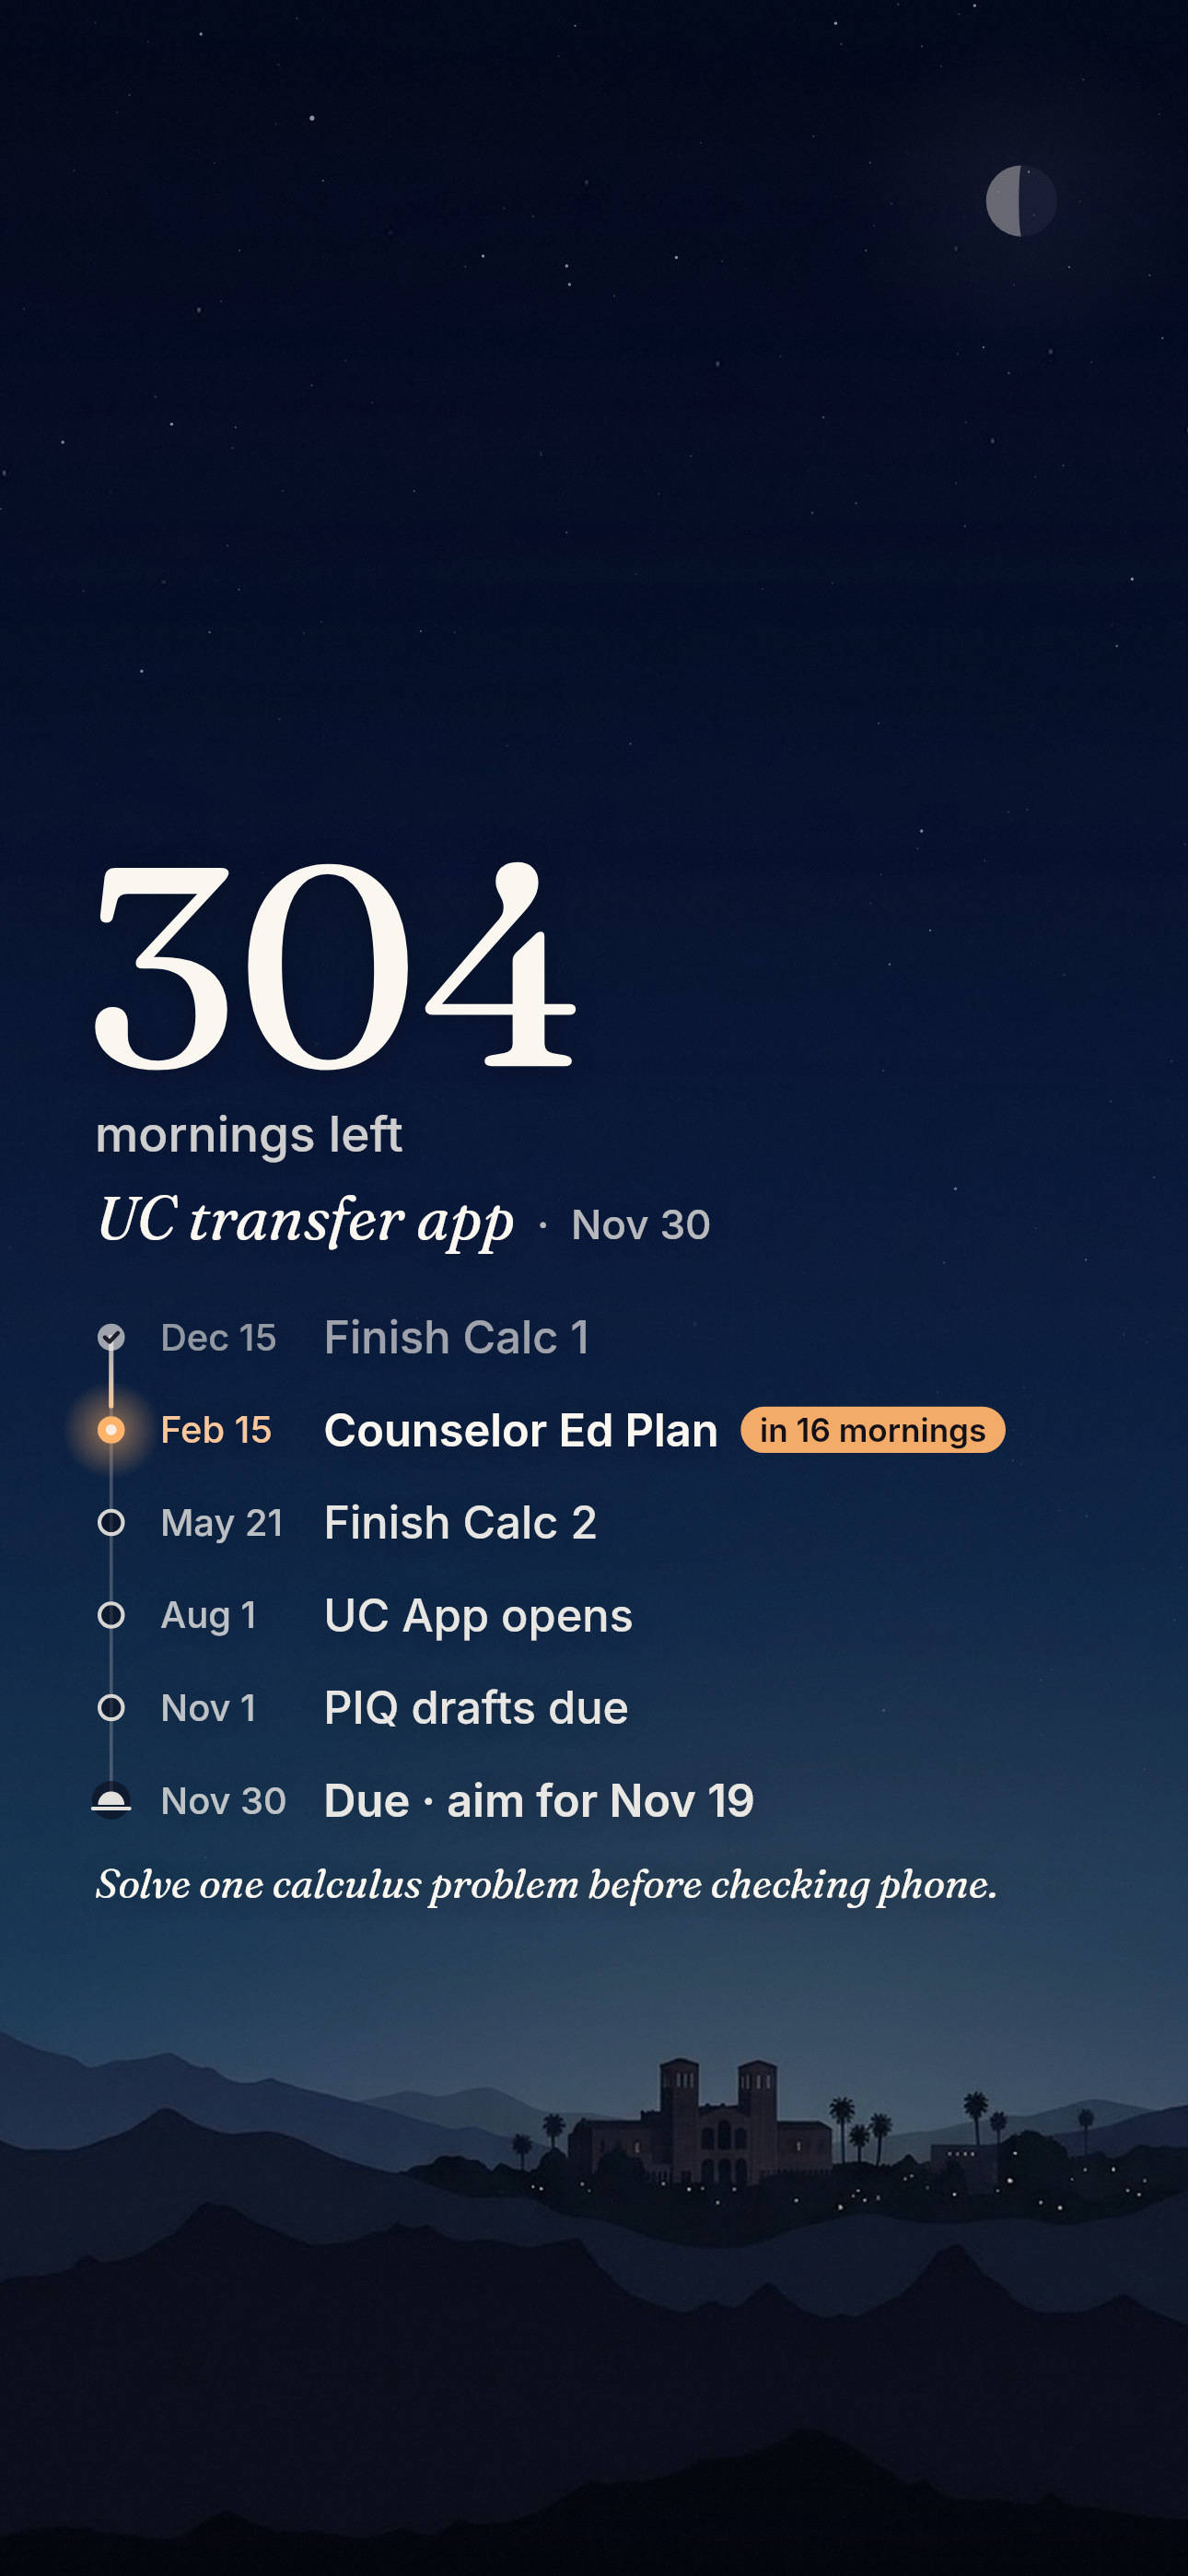 304
mornings left
UC transfer app · Nov 30
Dec 15 Finish Calc 1
Feb 15 Counselor Ed Plan in 16 mornings
May 21 Finish Calc 2
Aug 1 UC App opens
Nov 1 PIQ drafts due
Nov 30 Due · aim for Nov 19
Solve one calculus problem before checking phone.